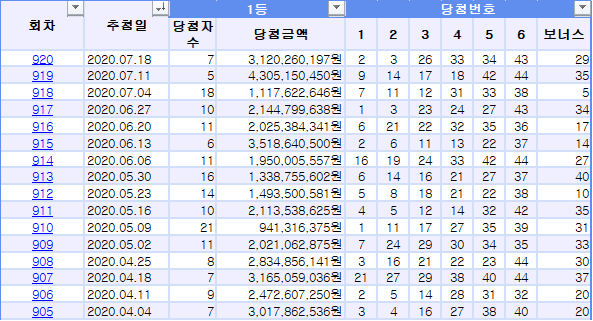 회차 추첨일 1등 당첨번호
당첨자수 당첨금액 1 2 3 4 5 6 보너스
920 2020.07.18 7 3,120,260,197원 2 3 26 33 34 43 29
919 2020.07.11 5 4,305,150,450원 9 14 17 18 42 44 35
918 2020.07.04 18 1,117,622,646원 7 11 12 31 33 38 5
917 2020.06.27 10 2,144,799,638원 1 3 23 24 27 43 34
916 2020.06.20 11 2,025,384,341원 6 21 22 32 35 36 17
915 2020.06.13 6 3,518,640,500원 2 6 11 13 22 37 14
914 2020.06.06 11 1,950,005,557원 16 19 24 33 42 44 27
913 2020.05.30 16 1,338,755,602원 6 14 16 21 27 37 40
912 2020.05.23 14 1,493,500,581원 5 8 18 21 22 38 10
911 2020.05.16 10 2,113,538,625원 4 5 12 14 32 42 35
910 2020.05.09 21 941,316,375원 1 11 17 27 35 39 31
909 2020.05.02 11 2,021,062,875원 7 24 29 30 34 35 33
908 2020.04.25 8 2,834,856,141원 3 16 21 22 23 44 30
907 2020.04.18 7 3,165,059,036원 21 27 29 38 40 44 37
906 2020.04.11 9 2,472,607,250원 2 5 14 28 31 32 20
905 2020.04.04 7 3,017,862,536원 3 4 16 27 38 40 20